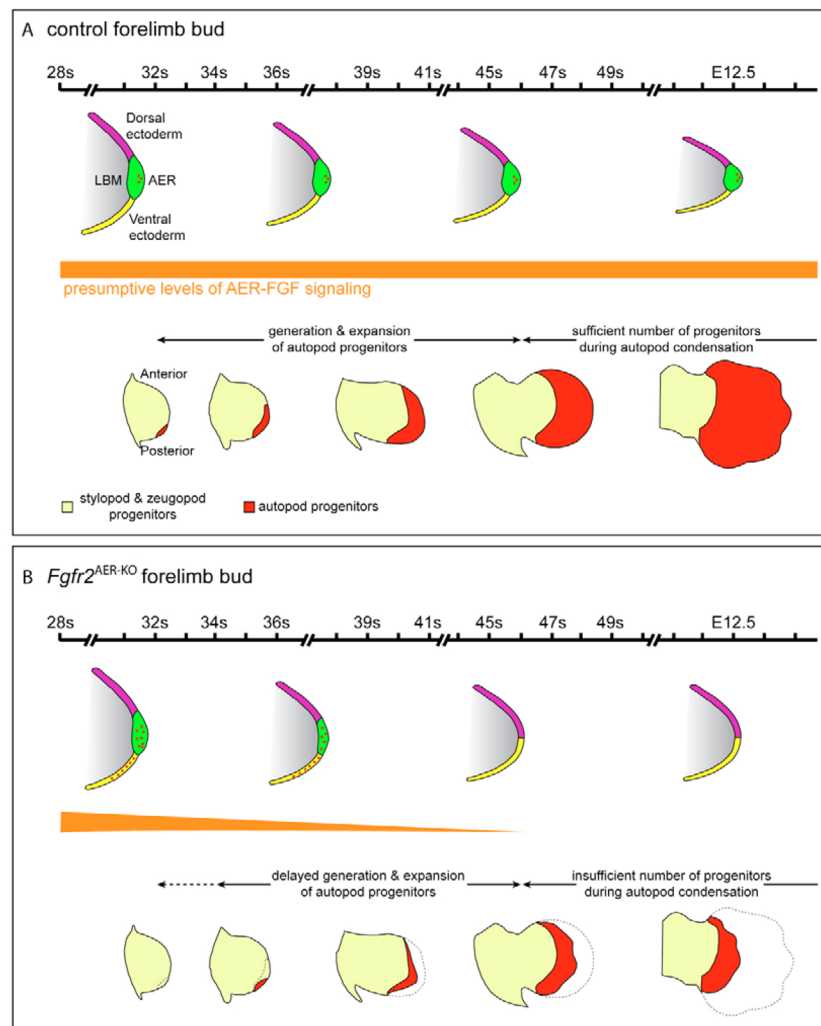 A control forelimb bud
28s 32s 34s 36s 39s 41s 45s 47s 49s E12.5
Dorsal
ectoderm
LBM AER
Ventral
ectoderm
presumptive levels of AER-FGF signaling
generation & expansion
of autopod progenitors
sufficient number of progenitors
during autopod condensation
Anterior
Posterior
stylopod & zeugopod
progenitors
autopod progenitors
B Fgfr2AER-KO forelimb bud
28s 32s 34s 36s 39s 41s 45s 47s 49s E12.5
delayed generation & expansion
of autopod progenitors
insufficient number of progenitors
during autopod condensation